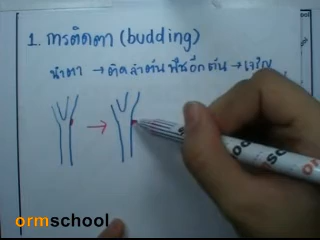 1. การติดตา (budding)
นำตา → ติดลำต้นพืชอีกต้น → เจริญ
ormschool